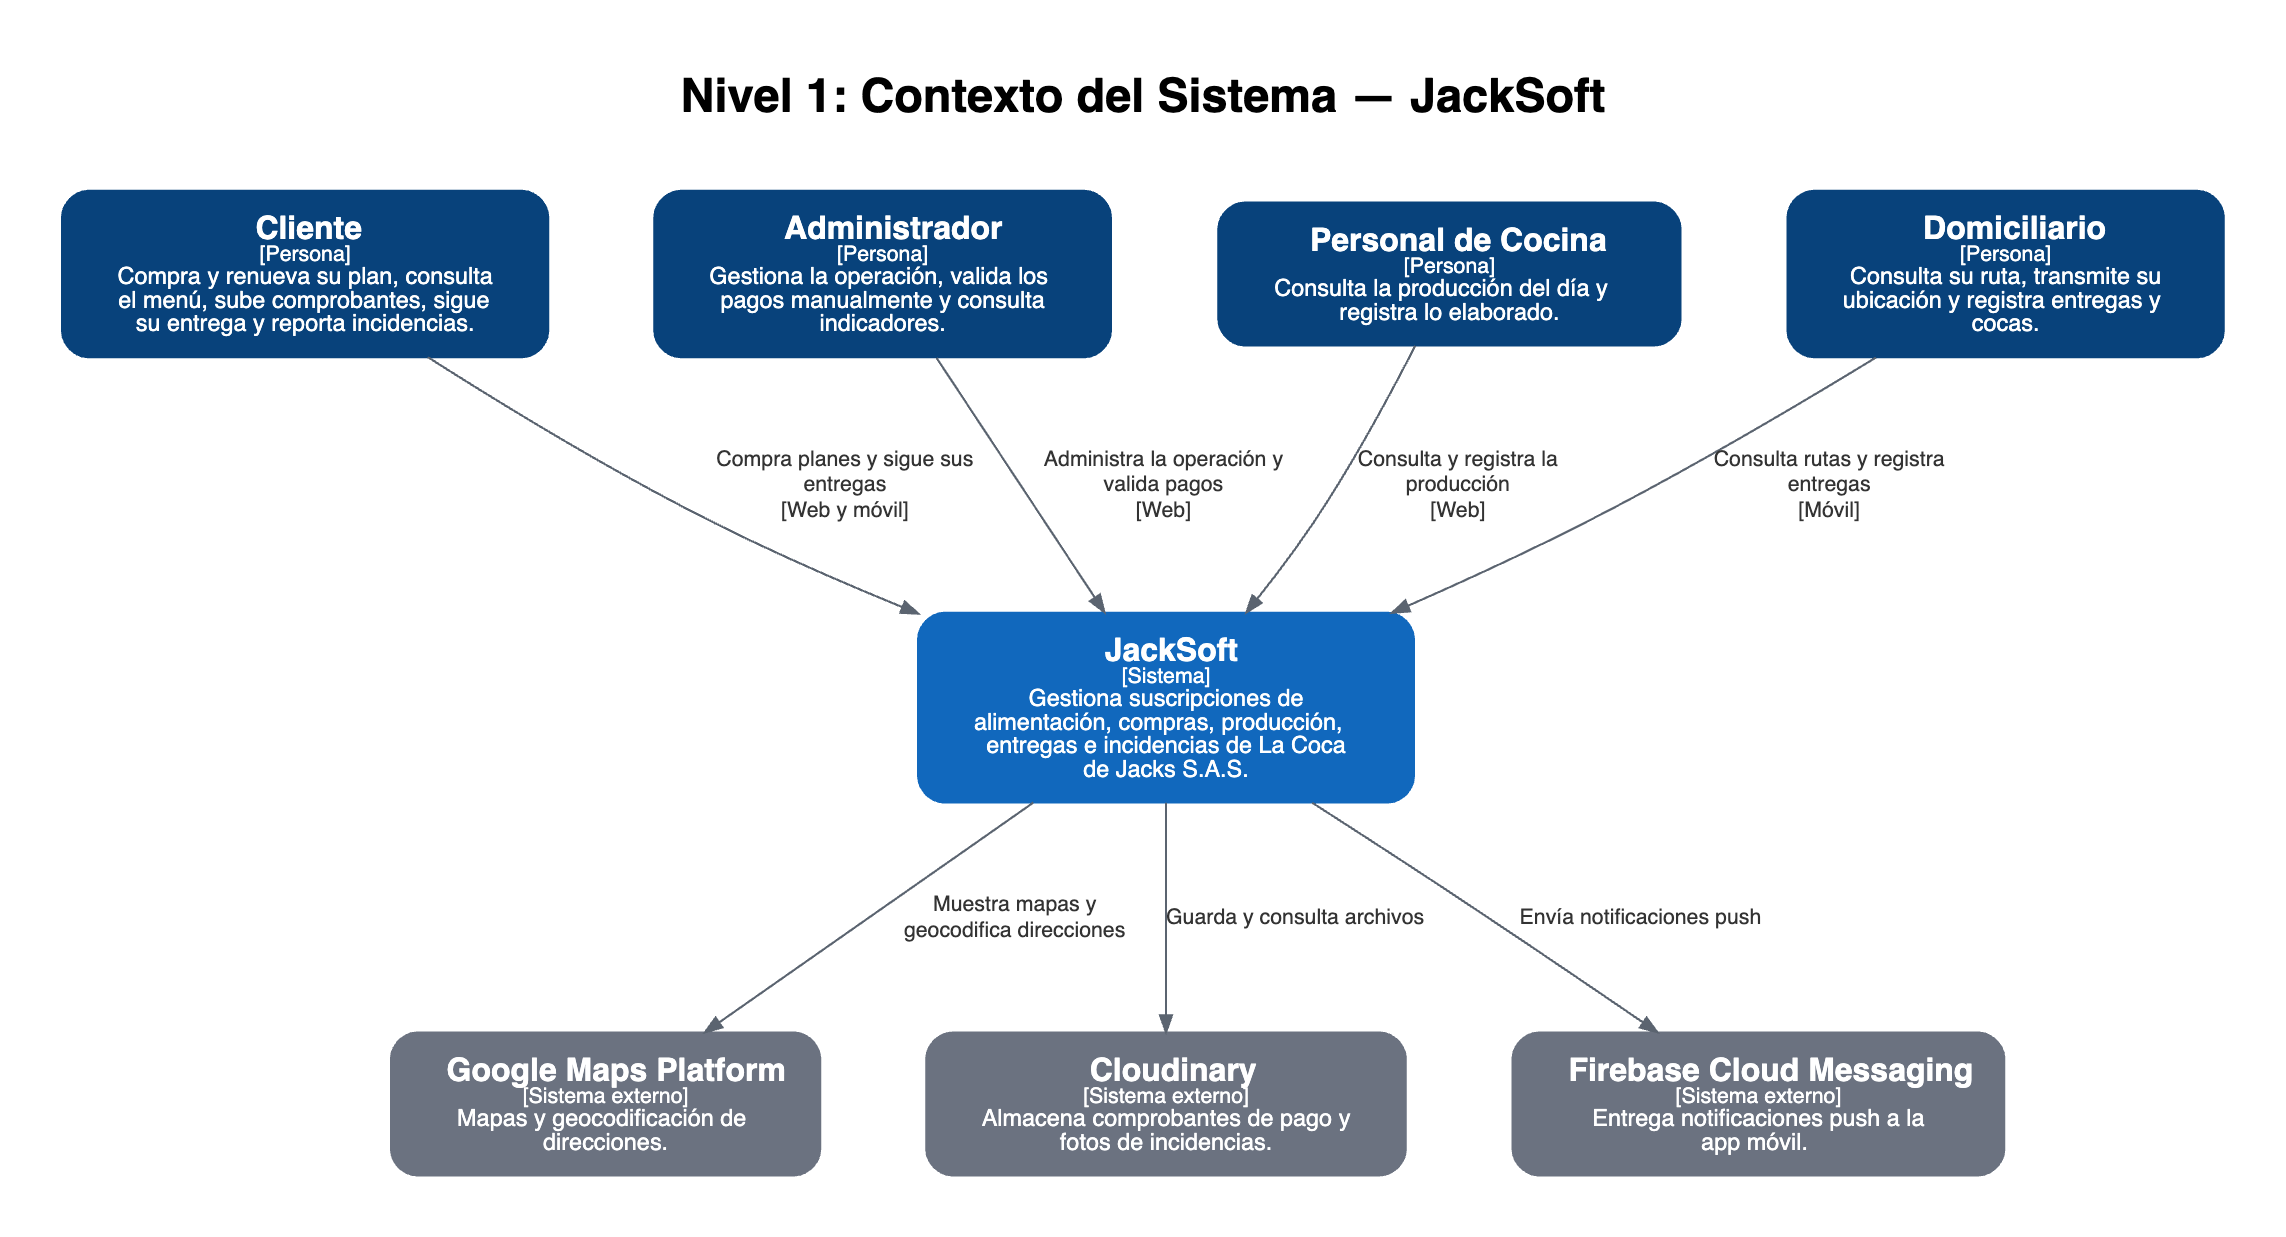 Nivel 1: Contexto del Sistema — JackSoft
Cliente
[Persona]
Compra y renueva su plan, consulta
el menú, sube comprobantes, sigue
su entrega y reporta incidencias.
Administrador
[Persona]
Gestiona la operación, valida los
pagos manualmente y consulta
indicadores.
Personal de Cocina
[Persona]
Consulta la producción del día y
registra lo elaborado.
Domiciliario
[Persona]
Consulta su ruta, transmite su
ubicación y registra entregas y
cocas.
Compra planes y sigue sus
entregas
[Web y móvil]
Administra la operación y
valida pagos
[Web]
Consulta y registra la
producción
[Web]
Consulta rutas y registra
entregas
[Móvil]
JackSoft
[Sistema]
Gestiona suscripciones de
alimentación, compras, producción,
entregas e incidencias de La Coca
de Jacks S.A.S.
Muestra mapas y
geocodifica direcciones
Guarda y consulta archivos
Envía notificaciones push
Google Maps Platform
[Sistema externo]
Mapas y geocodificación de
direcciones.
Cloudinary
[Sistema externo]
Almacena comprobantes de pago y
fotos de incidencias.
Firebase Cloud Messaging
[Sistema externo]
Entrega notificaciones push a la
app móvil.